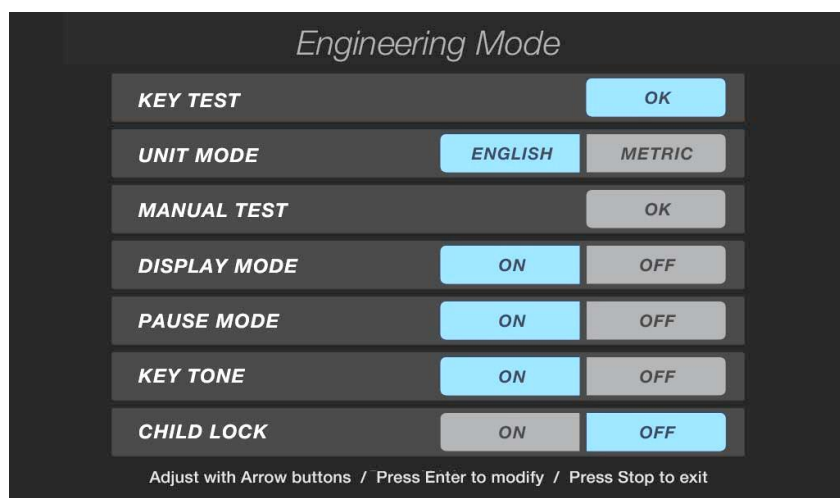 Engineering Mode
KEY TEST OK
UNIT MODE ENGLISH METRIC
MANUAL TEST OK
DISPLAY MODE ON OFF
PAUSE MODE ON OFF
KEY TONE ON OFF
CHILD LOCK ON OFF
Adjust with Arrow buttons / Press Enter to modify / Press Stop to exit